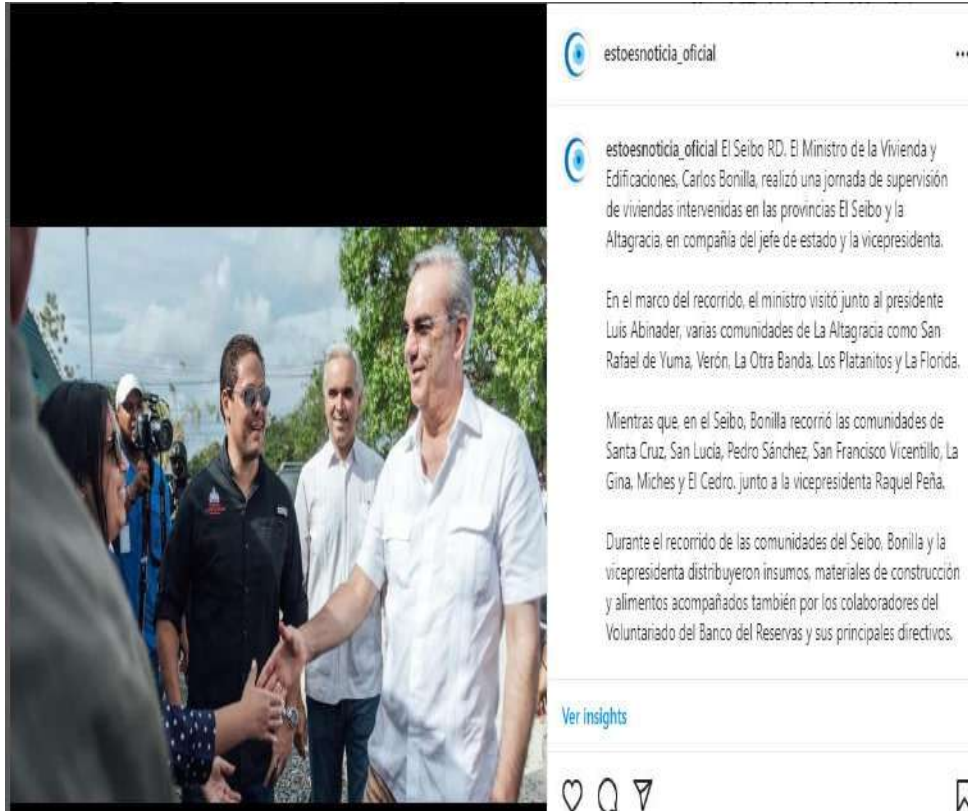 estoesnoticia_oficial
estoesnoticia_oficial El Seibo RD. El Ministro de la Vivienda y
Edificaciones, Carlos Bonilla, realizó una jornada de supervisión
de viviendas intervenidas en las provincias El Seibo y la
Altagracia, en compañía del jefe de estado y la vicepresidenta.
En el marco del recorrido, el ministro visitó junto al presidente
Luis Abinader, varias comunidades de La Altagracia como San
Rafael de Yuma, Verón, La Otra Banda, Los Platanitos y La Florida.
Mientras que, en el Seibo, Bonilla recorrió las comunidades de
Santa Cruz, San Lucía, Pedro Sánchez, San Francisco Vicentillo, La
Gina, Miches y El Cedro. junto a la vicepresidenta Raquel Peña.
Durante el recorrido de las comunidades del Seibo, Bonilla y la
vicepresidenta distribuyeron insumos, materiales de construcción
y alimentos acompañados también por los colaboradores del
Voluntariado del Banco del Reservas y sus principales directivos.
Ver insights